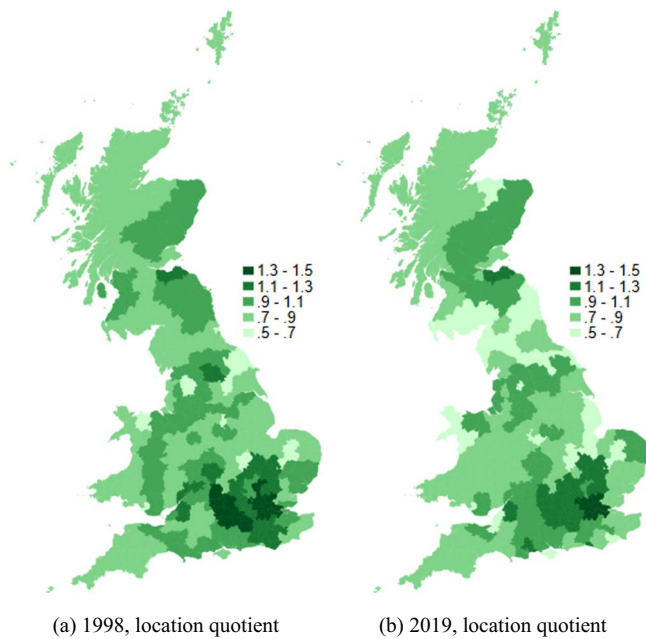 1.3 - 1.5
1.1 - 1.3
.9 - 1.1
.7 - .9
.5 - .7
1.3 - 1.5
1.1 - 1.3
.9 - 1.1
.7 - .9
.5 - .7
(a) 1998, location quotient
(b) 2019, location quotient